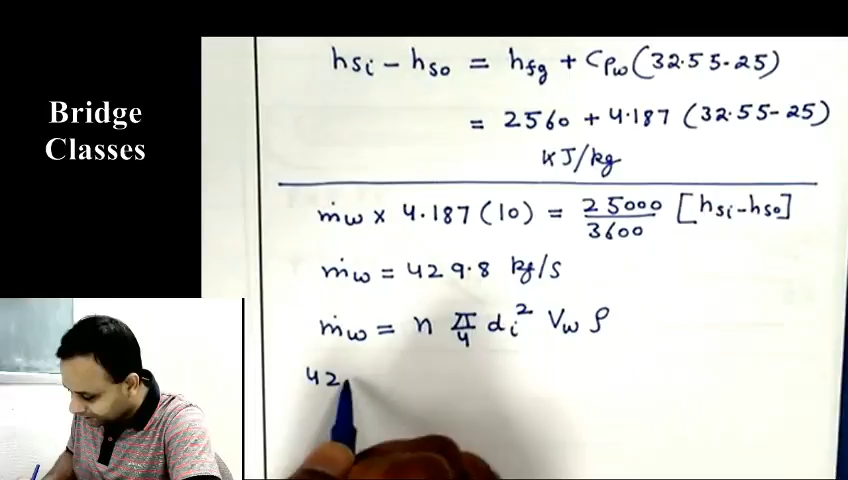 Bridge
Classes
hsi - hso = hfg + Cpw (32.55-25)
= 2560 + 4.187 (32.55-25)
kJ/kg
ṁw x 4.187 (10) = 25000/3600 [hsi-hso]
ṁw = 429.8 kg/s
ṁw = n π/4 di² Vw ρ
42